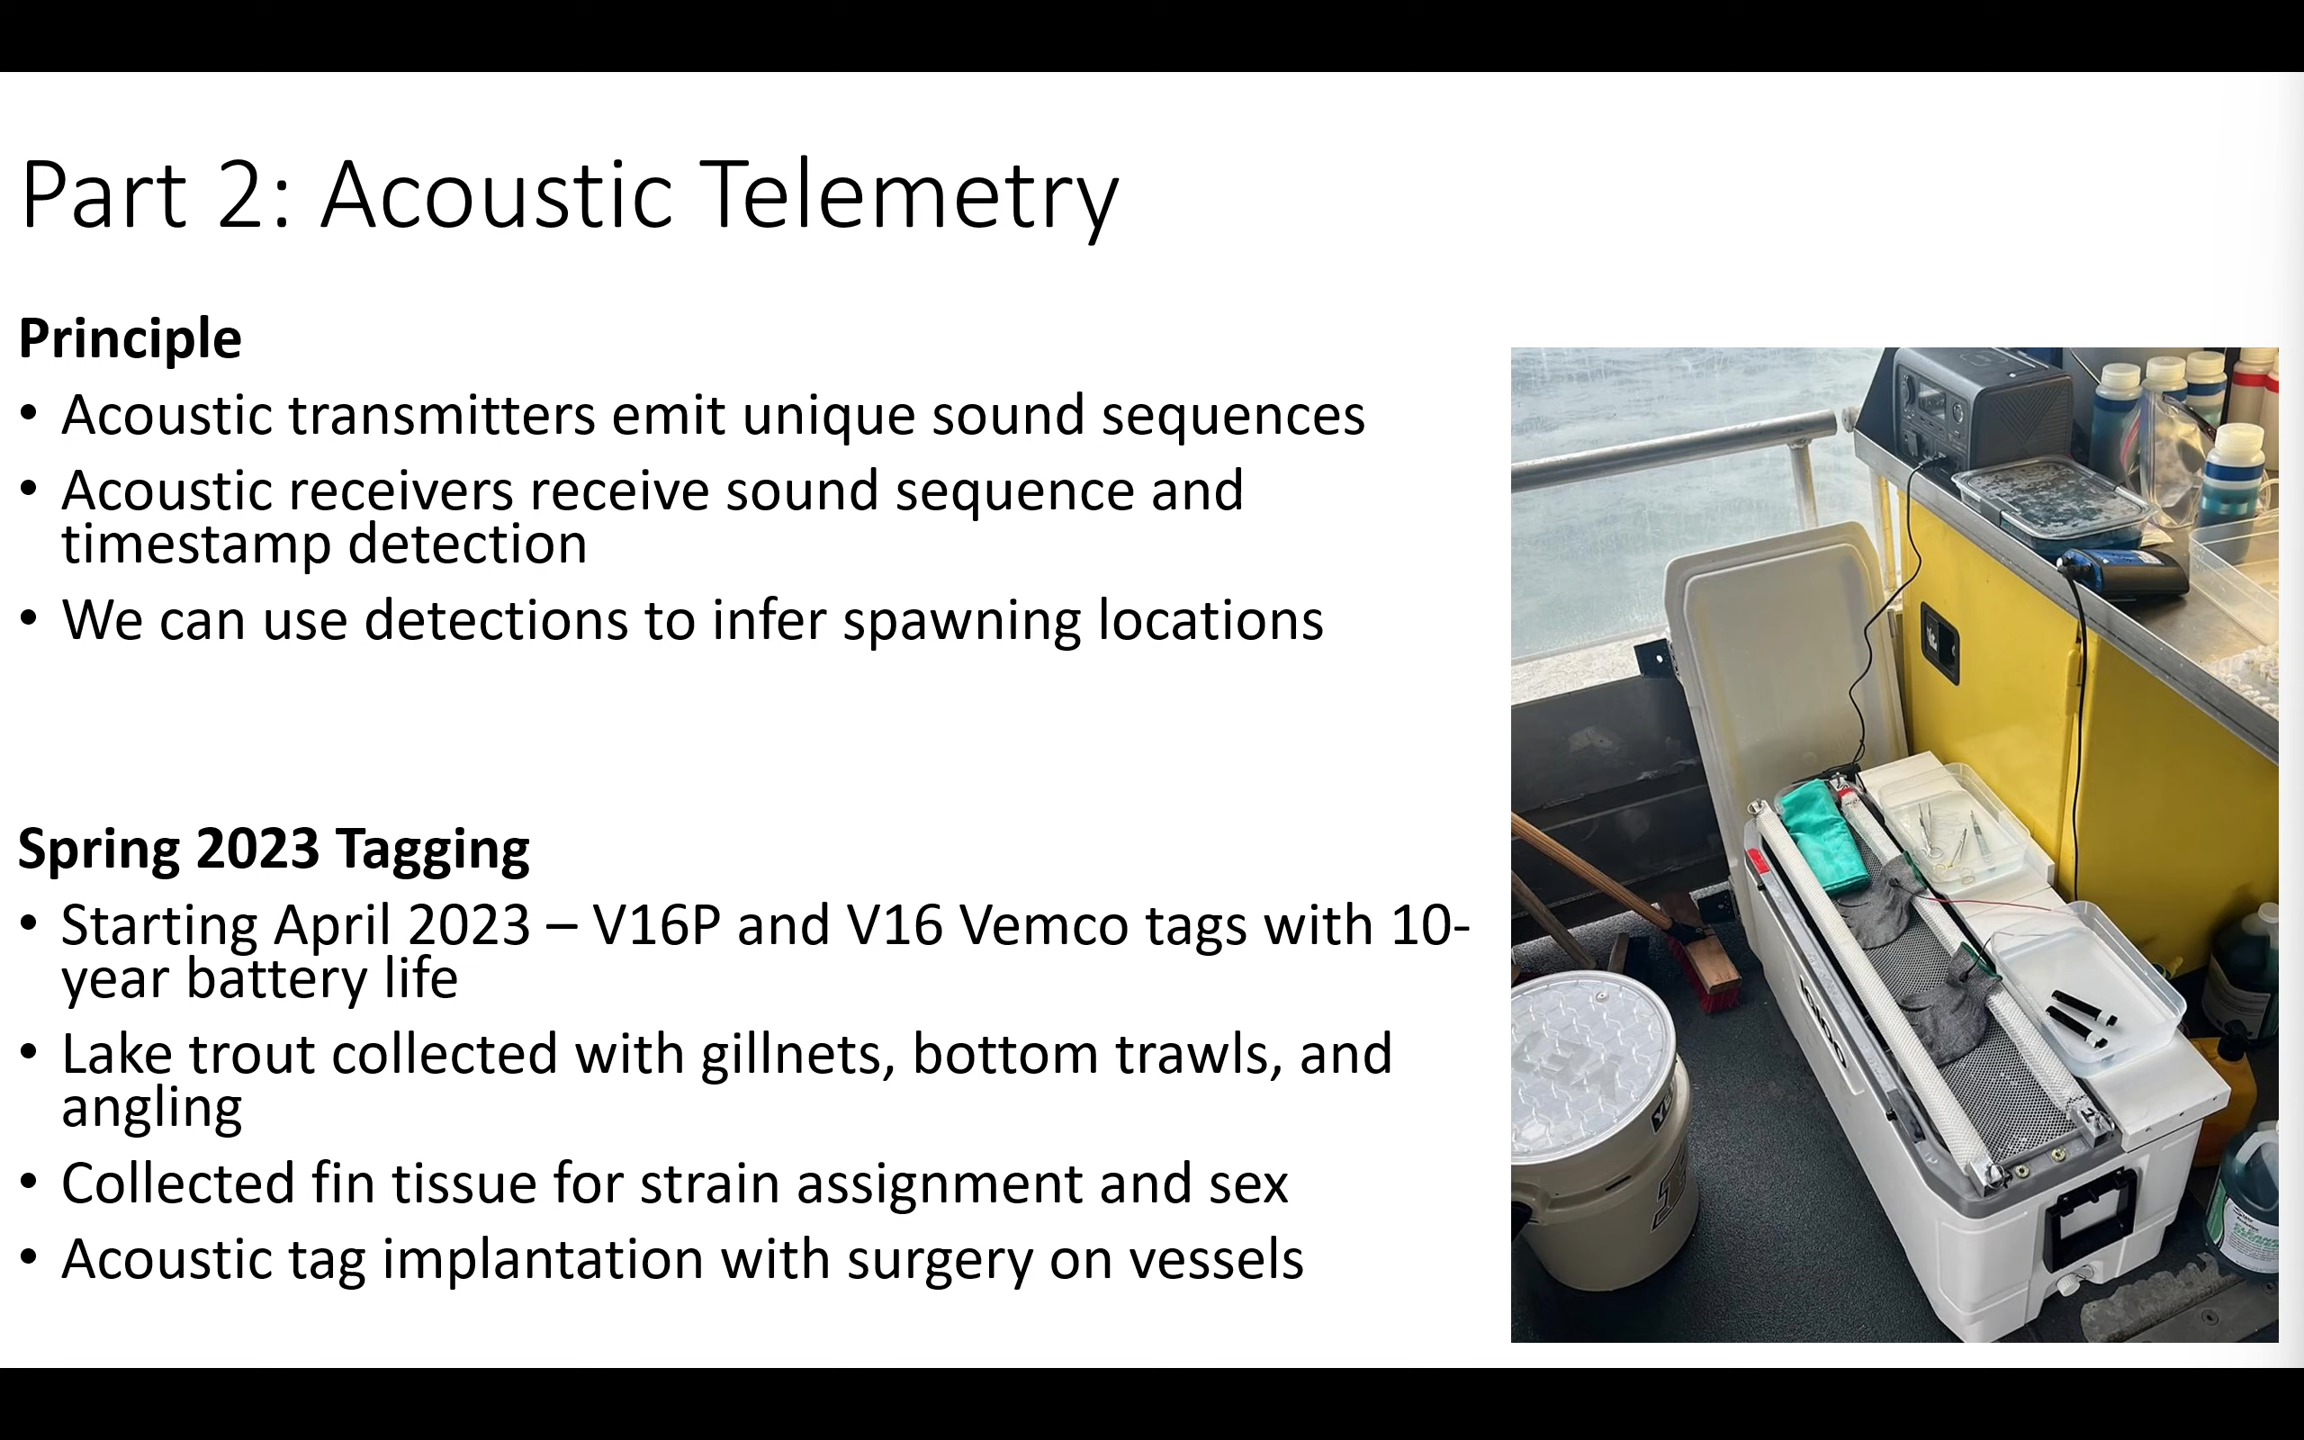 Part 2: Acoustic Telemetry
Principle
• Acoustic transmitters emit unique sound sequences
• Acoustic receivers receive sound sequence and
timestamp detection
• We can use detections to infer spawning locations
Spring 2023 Tagging
• Starting April 2023 – V16P and V16 Vemco tags with 10-
year battery life
• Lake trout collected with gillnets, bottom trawls, and
angling
• Collected fin tissue for strain assignment and sex
• Acoustic tag implantation with surgery on vessels
IGLOO